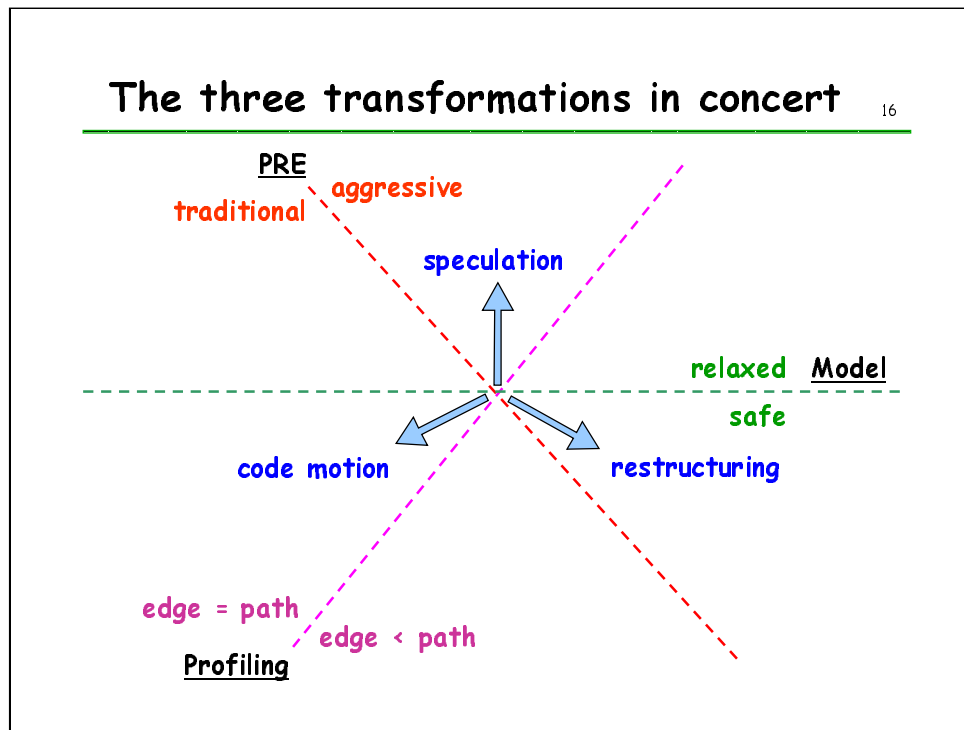 The three transformations in concert
16
PRE
aggressive
traditional
speculation
relaxed Model
safe
code motion
restructuring
edge = path
edge < path
Profiling